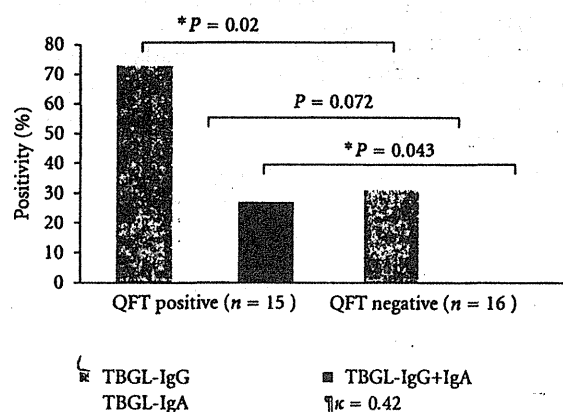 *P = 0.02
P = 0.072
*P = 0.043
Positivity (%)
80
70
60
50
40
30
20
10
0
QFT positive (n = 15)
QFT negative (n = 16)
TBGL-IgG
TBGL-IgG+IgA
TBGL-IgA
¶κ = 0.42